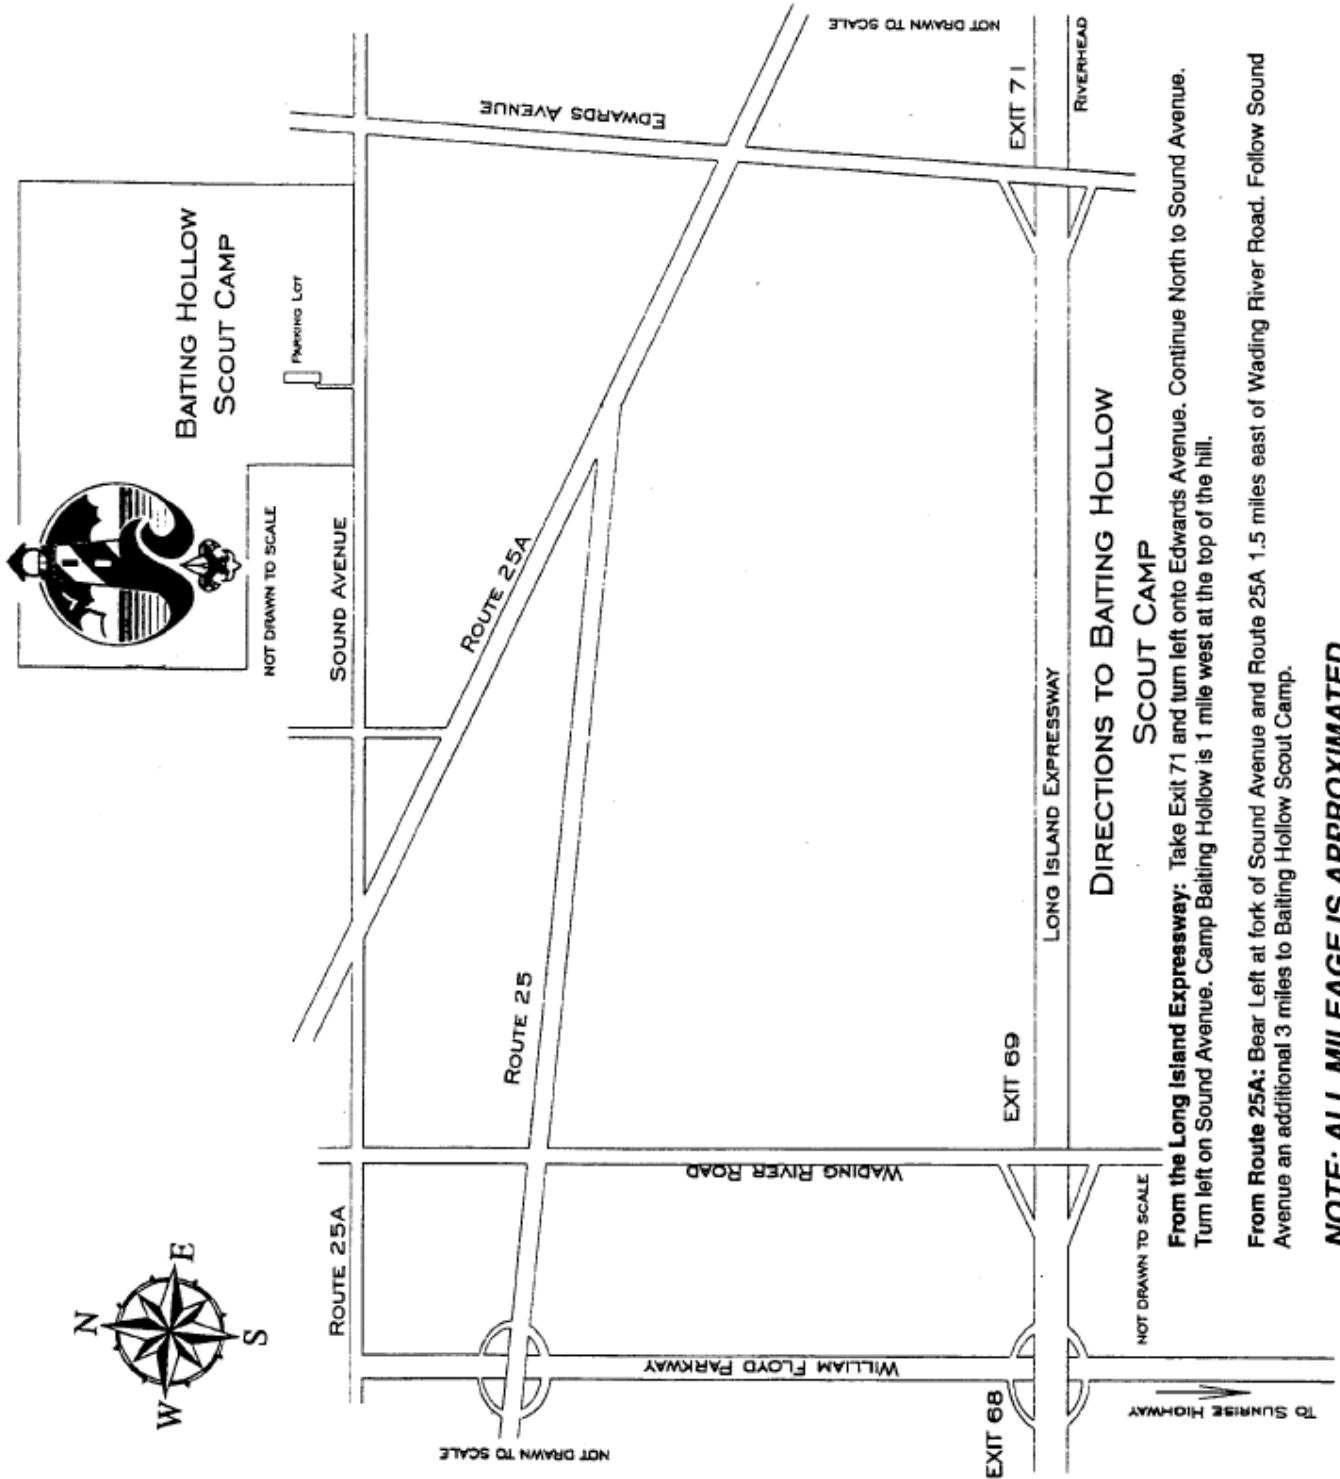 N
W
E
S
BAITING HOLLOW
SCOUT CAMP
PARKING LOT
NOT DRAWN TO SCALE
SOUND AVENUE
ROUTE 25A
ROUTE 25A
ROUTE 25
EDWARDS AVENUE
NOT DRAWN TO SCALE
WADING RIVER ROAD
WILLIAM FLOYD PARKWAY
NOT DRAWN TO SCALE
EXIT 68
EXIT 69
EXIT 71
LONG ISLAND EXPRESSWAY
RIVERHEAD
NOT DRAWN TO SCALE
TO SUNRISE HIGHWAY
DIRECTIONS TO BAITING HOLLOW
SCOUT CAMP
From the Long Island Expressway: Take Exit 71 and turn left onto Edwards Avenue. Continue North to Sound Avenue.
Turn left on Sound Avenue. Camp Baiting Hollow is 1 mile west at the top of the hill.
From Route 25A: Bear Left at fork of Sound Avenue and Route 25A 1.5 miles east of Wading River Road. Follow Sound
Avenue an additional 3 miles to Baiting Hollow Scout Camp.
NOTE: ALL MILEAGE IS APPROXIMATED